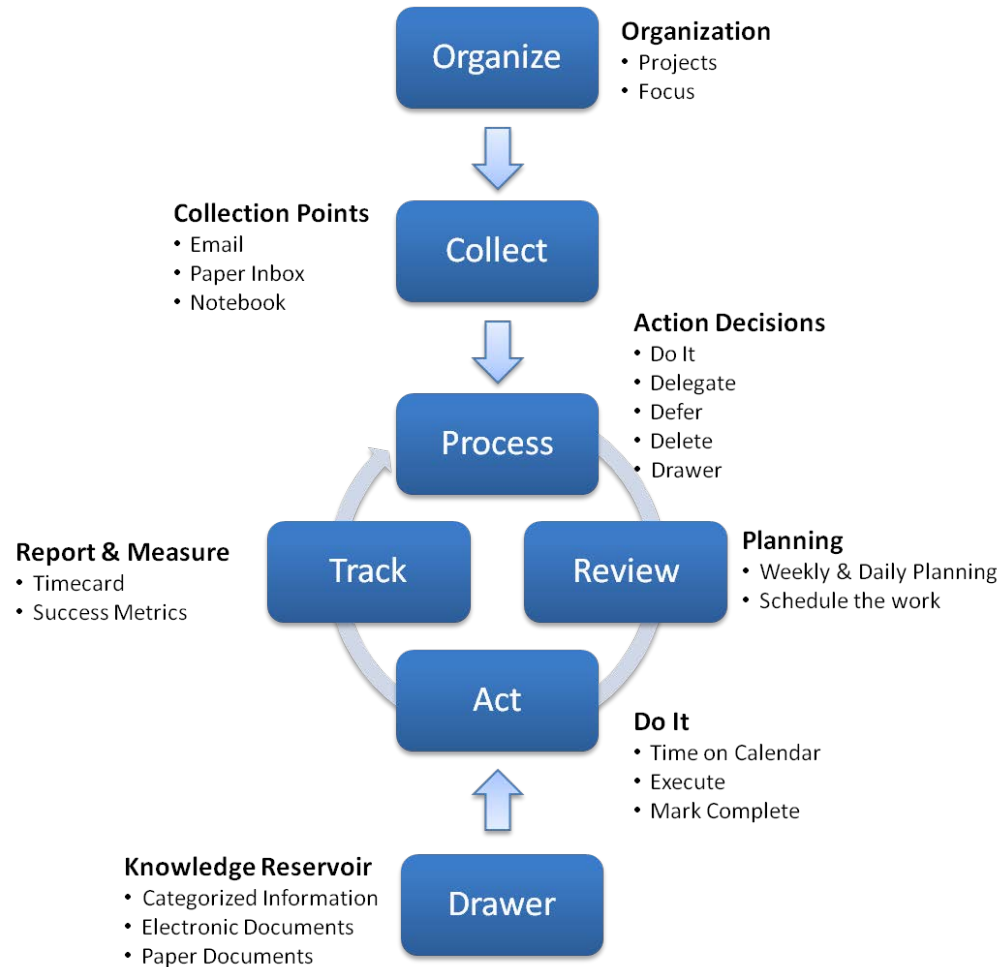 Organize
Organization
• Projects
• Focus
Collection Points
• Email
• Paper Inbox
• Notebook
Collect
Action Decisions
• Do It
• Delegate
• Defer
• Delete
• Drawer
Process
Report & Measure
• Timecard
• Success Metrics
Track
Review
Planning
• Weekly & Daily Planning
• Schedule the work
Act
Do It
• Time on Calendar
• Execute
• Mark Complete
Knowledge Reservoir
• Categorized Information
• Electronic Documents
• Paper Documents
Drawer